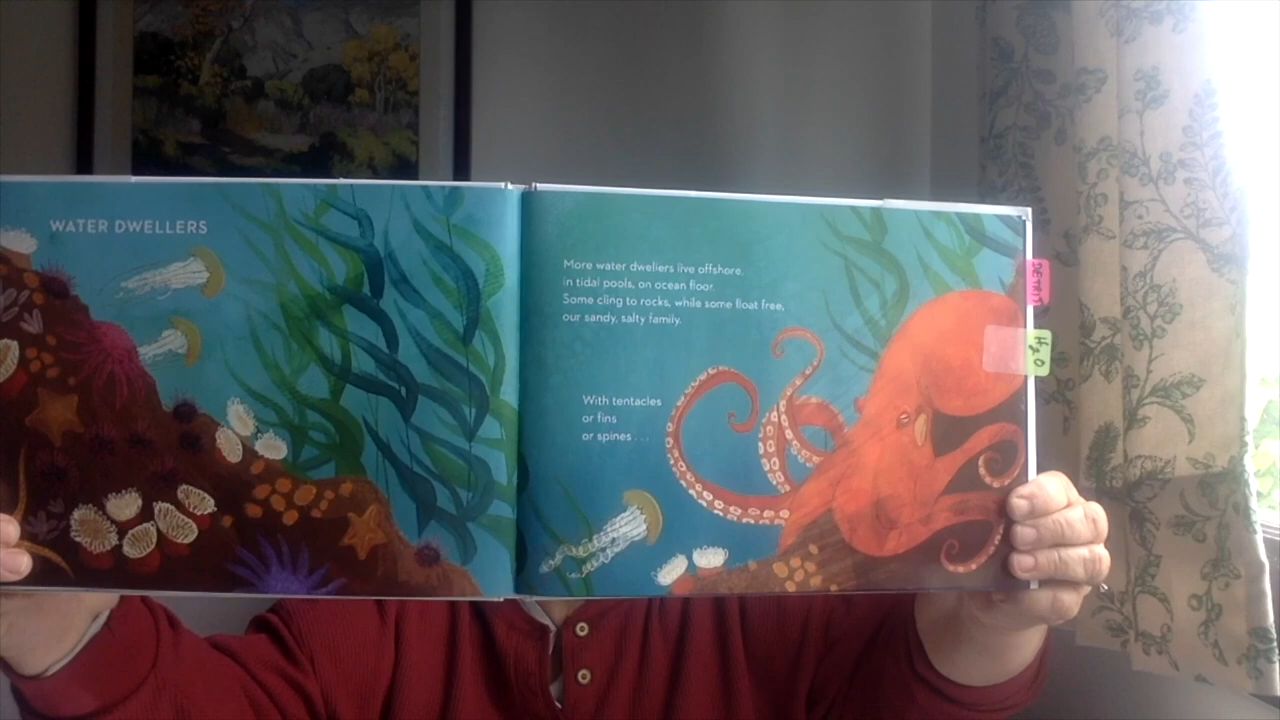 WATER DWELLERS
More water dwellers live offshore,
in tidal pools, on ocean floor.
Some cling to rocks, while some float free,
our sandy, salty family.
With tentacles
or fins
or spines . . .
H2O